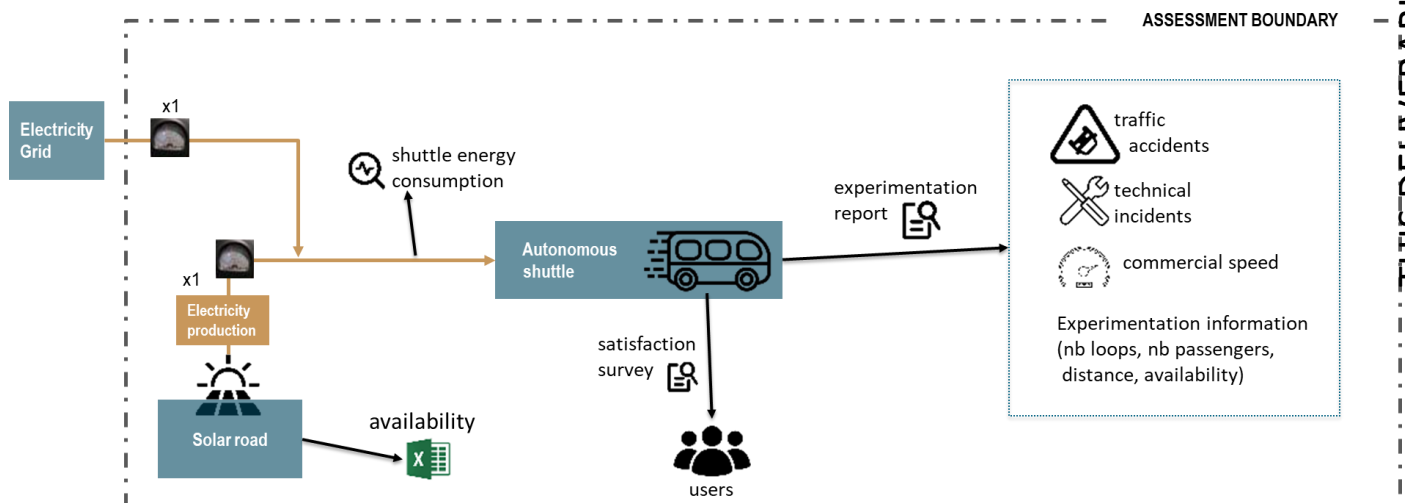 ASSESSMENT BOUNDARY
x1
Electricity
Grid
shuttle energy
consumption
x1
Electricity
production
Solar road
availability
X
Autonomous
shuttle
satisfaction
survey
users
experimentation
report
traffic
accidents
technical
incidents
commercial speed
Experimentation information
(nb loops, nb passengers,
distance, availability)